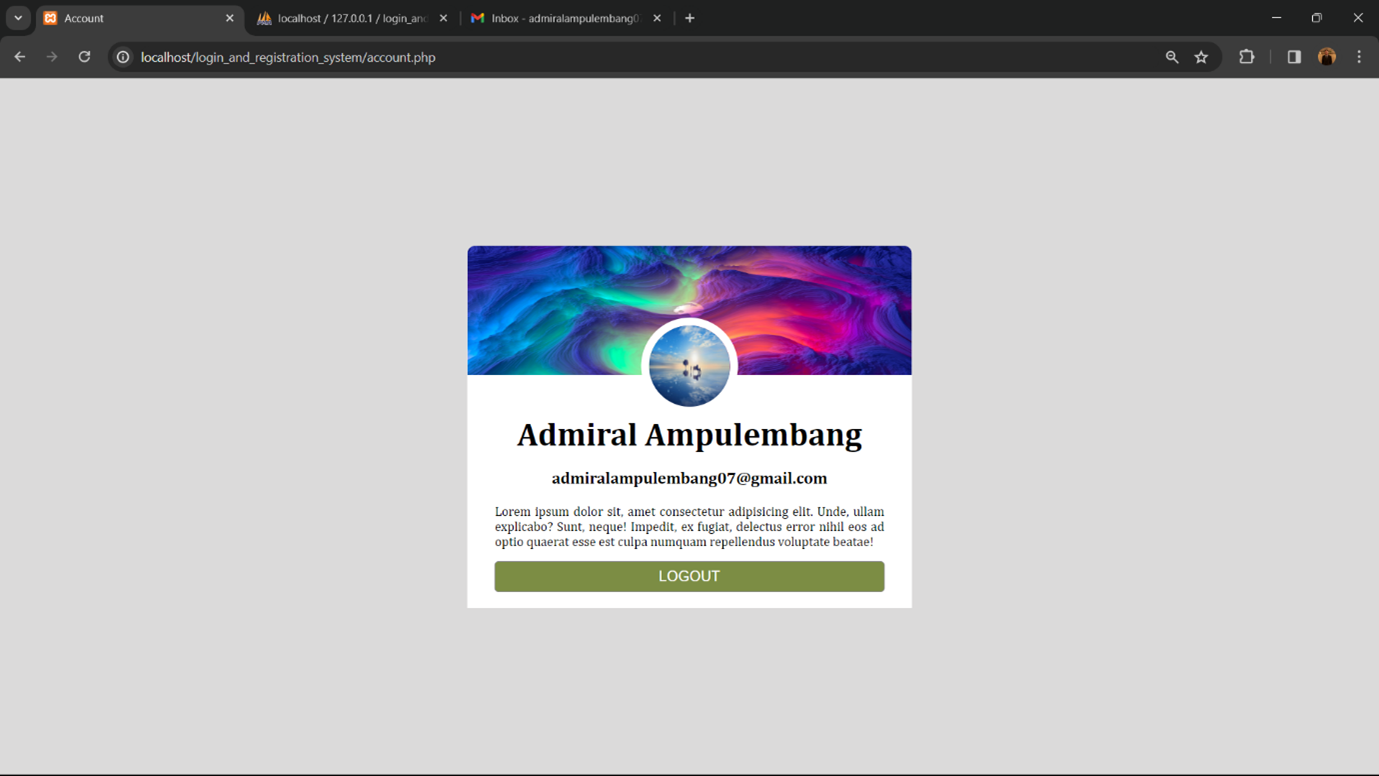 Account
localhost / 127.0.0.1 / login_and
Inbox - admiralampulembang0
localhost/login_and_registration_system/account.php
Admiral Ampulembang
admiralampulembang07@gmail.com
Lorem ipsum dolor sit, amet consectetur adipisicing elit. Unde, ullam
explicabo? Sunt, neque! Impedit, ex fugiat, delectus error nihil eos ad
optio quaerat esse est culpa numquam repellendus voluptate beatae!
LOGOUT